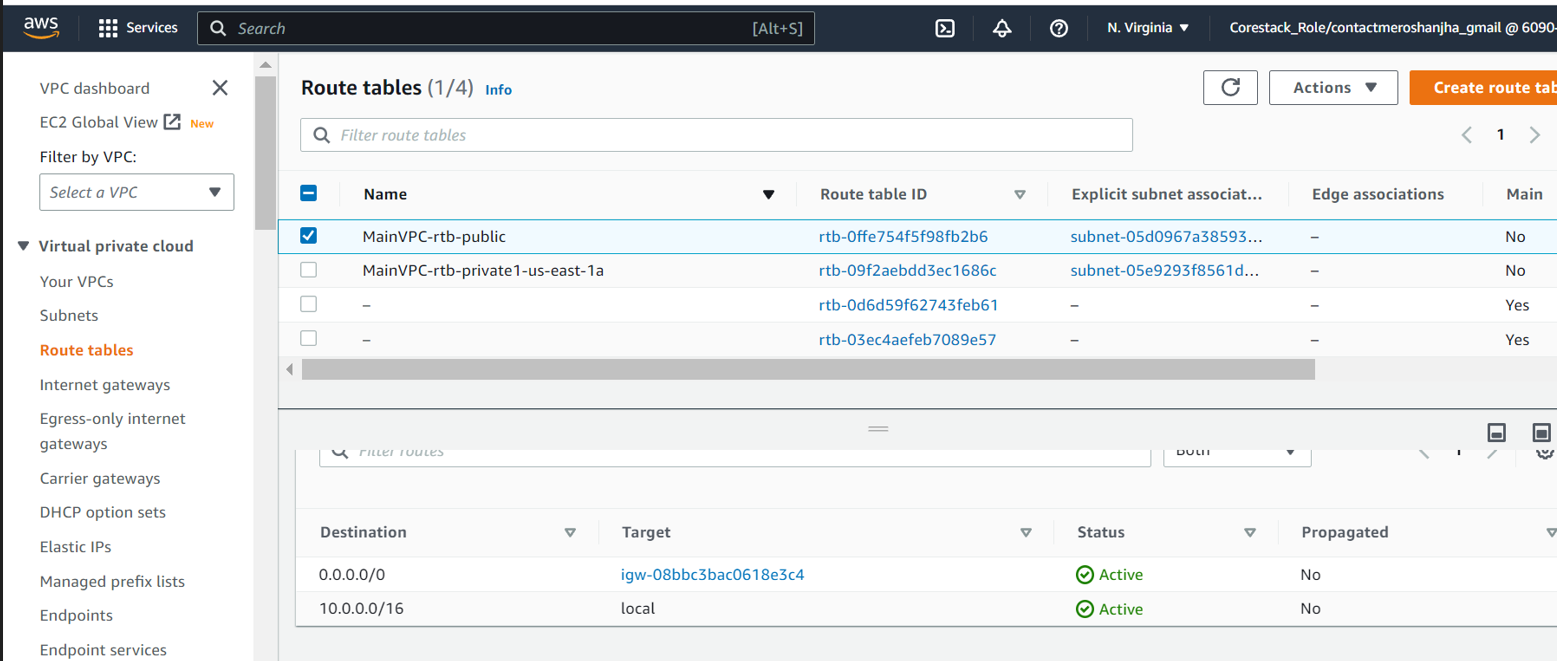 aws Services Search [Alt+S] N. Virginia Corestack_Role/contactmeroshanjha_gmail @ 6090-
VPC dashboard
EC2 Global View New
Filter by VPC:
Select a VPC
Virtual private cloud
Your VPCs
Subnets
Route tables
Internet gateways
Egress-only internet
gateways
Carrier gateways
DHCP option sets
Elastic IPs
Managed prefix lists
Endpoints
Endpoint services
Route tables (1/4) Info Actions Create route tab
Filter route tables 1
Name Route table ID Explicit subnet associat... Edge associations Main
MainVPC-rtb-public rtb-0ffe754f5f98fb2b6 subnet-05d0967a38593... – No
MainVPC-rtb-private1-us-east-1a rtb-09f2aebdd3ec1686c subnet-05e9293f8561d... – No
– rtb-0d6d59f62743feb61 – – Yes
– rtb-03ec4aefeb7089e57 – – Yes
Filter routes Both 1
Destination Target Status Propagated
0.0.0.0/0 igw-08bbc3bac0618e3c4 Active No
10.0.0.0/16 local Active No